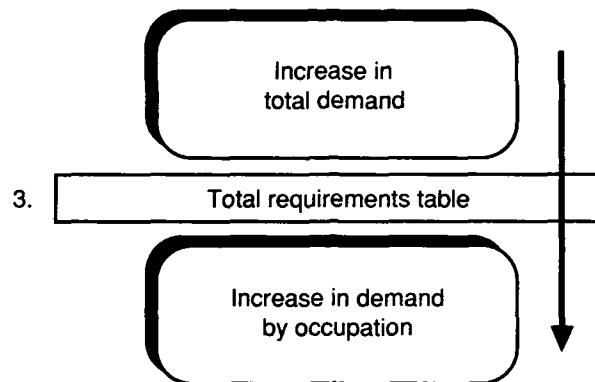 Increase in
total demand
3. Total requirements table
Increase in demand
by occupation